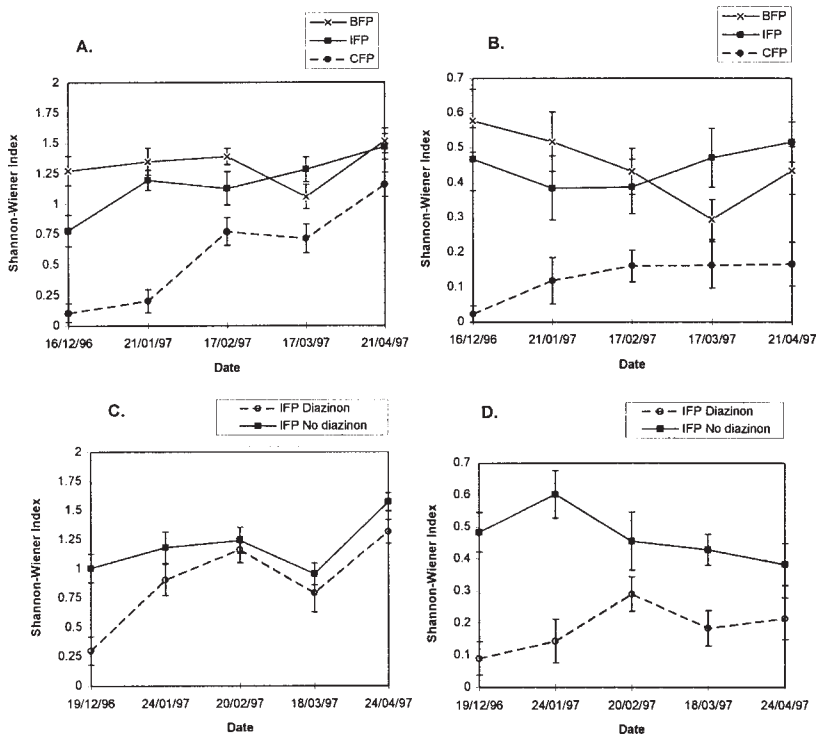 A.
BFP
IFP
CFP
Shannon-Wiener Index
2
1.75
1.5
1.25
1
0.75
0.5
0.25
0
16/12/96 21/01/97 17/02/97 17/03/97 21/04/97
Date
B.
BFP
IFP
CFP
Shannon-Wiener Index
0.7
0.6
0.5
0.4
0.3
0.2
0.1
0
16/12/96 21/01/97 17/02/97 17/03/97 21/04/97
Date
C.
IFP Diazinon
IFP No diazinon
Shannon-Wiener Index
2
1.75
1.5
1.25
1
0.75
0.5
0.25
0
19/12/96 24/01/97 20/02/97 18/03/97 24/04/97
Date
D.
IFP Diazinon
IFP No diazinon
Shannon-Wiener Index
0.7
0.6
0.5
0.4
0.3
0.2
0.1
0
19/12/96 24/01/97 20/02/97 18/03/97 24/04/97
Date